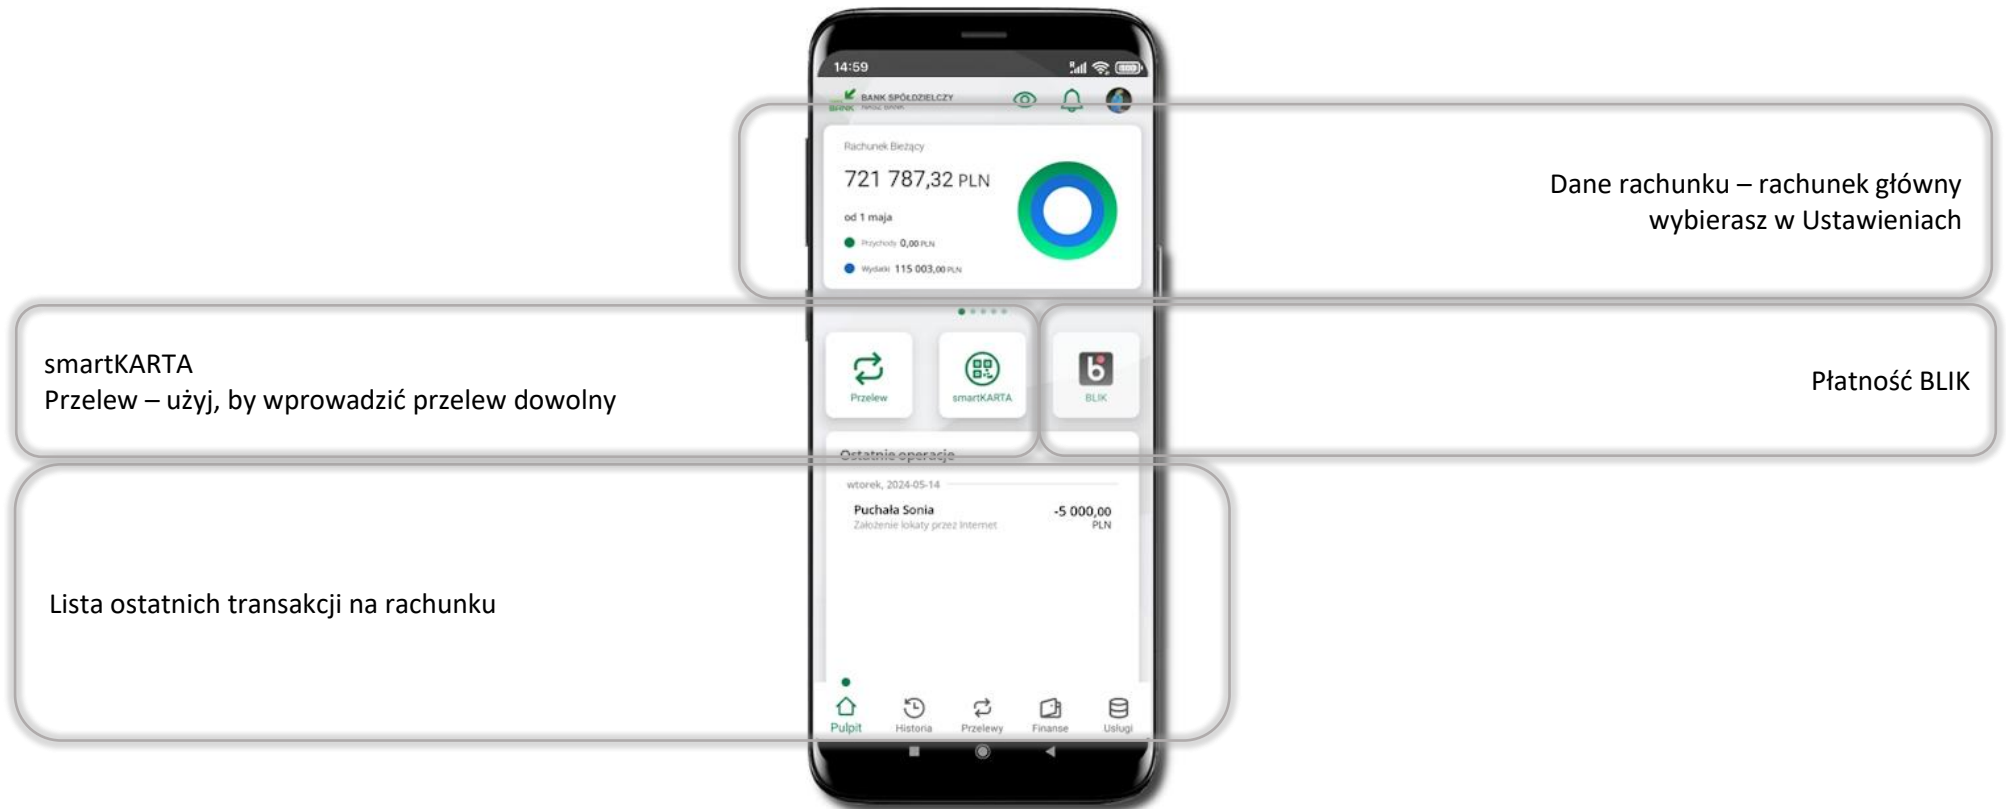 14:59
BANK SPÓŁDZIELCZY
BANK NASZ BANK
Rachunek Bieżący
721 787,32 PLN
od 1 maja
Przychody 0,00 PLN
Wydatki 115 003,00 PLN
Dane rachunku – rachunek główny
wybierasz w Ustawieniach
smartKARTA
Przelew – użyj, by wprowadzić przelew dowolny
Przelew
smartKARTA
BLIK
Płatność BLIK
Ostatnie operacje
wtorek, 2024-05-14
Puchała Sonia -5 000,00
Założenie lokaty przez Internet PLN
Lista ostatnich transakcji na rachunku
Pulpit Historia Przelewy Finanse Usługi